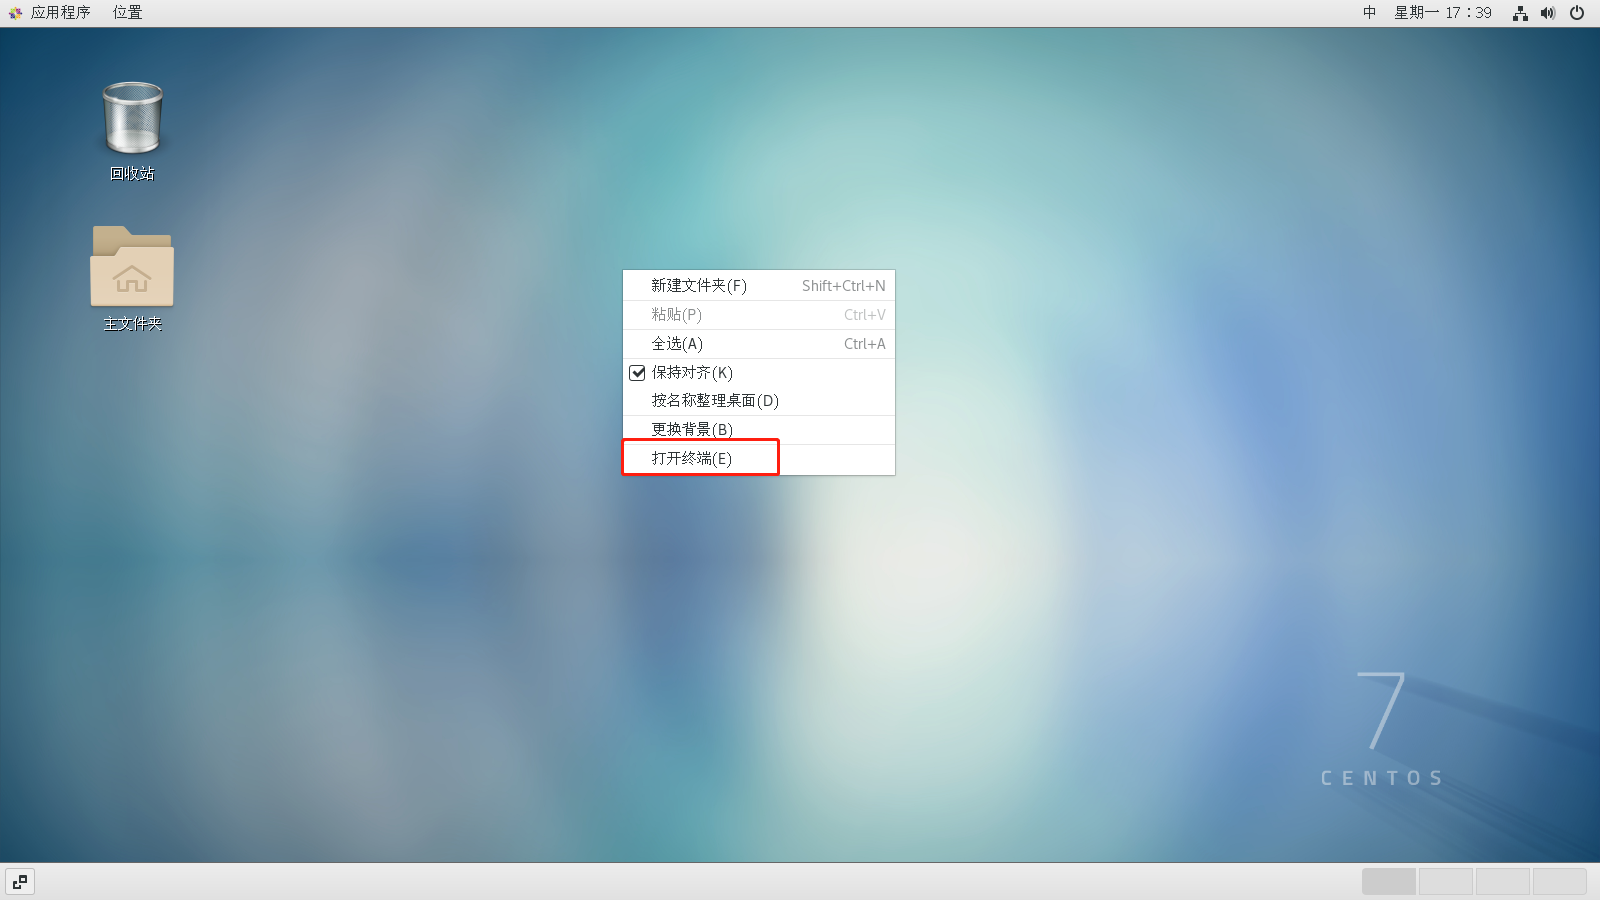 应用程序 位置 中 星期一 17：39
回收站
主文件夹
新建文件夹(F) Shift+Ctrl+N
粘贴(P) Ctrl+V
全选(A) Ctrl+A
保持对齐(K)
按名称整理桌面(D)
更换背景(B)
打开终端(E)
7
CENTOS